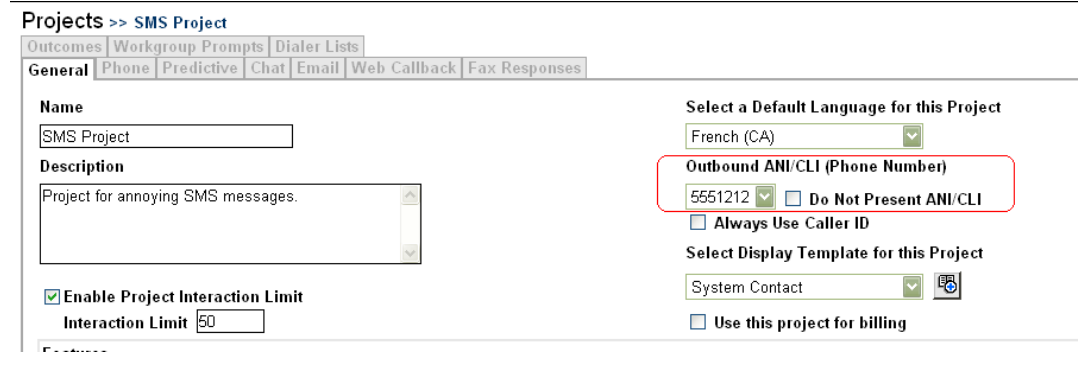 Projects >> SMS Project
Outcomes Workgroup Prompts Dialer Lists
General Phone Predictive Chat Email Web Callback Fax Responses
Name
SMS Project
Description
Project for annoying SMS messages.
Enable Project Interaction Limit
Interaction Limit 50
Select a Default Language for this Project
French (CA)
Outbound ANI/CLI (Phone Number)
5551212 Do Not Present ANI/CLI
Always Use Caller ID
Select Display Template for this Project
System Contact
Use this project for billing